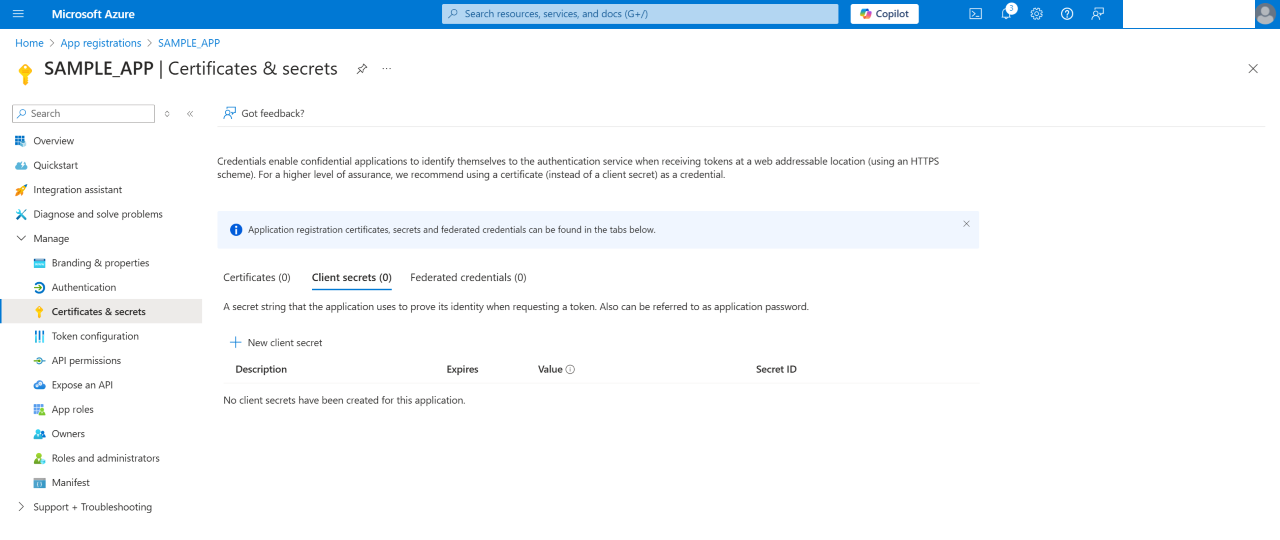 Microsoft Azure
Search resources, services, and docs (G+/)
Copilot
3
Home > App registrations > SAMPLE_APP
SAMPLE_APP | Certificates & secrets
Search
Overview
Quickstart
Integration assistant
Diagnose and solve problems
Manage
Branding & properties
Authentication
Certificates & secrets
Token configuration
API permissions
Expose an API
App roles
Owners
Roles and administrators
Manifest
Support + Troubleshooting
Got feedback?
Credentials enable confidential applications to identify themselves to the authentication service when receiving tokens at a web addressable location (using an HTTPS
scheme). For a higher level of assurance, we recommend using a certificate (instead of a client secret) as a credential.
Application registration certificates, secrets and federated credentials can be found in the tabs below.
Certificates (0) Client secrets (0) Federated credentials (0)
A secret string that the application uses to prove its identity when requesting a token. Also can be referred to as application password.
New client secret
Description Expires Value Secret ID
No client secrets have been created for this application.